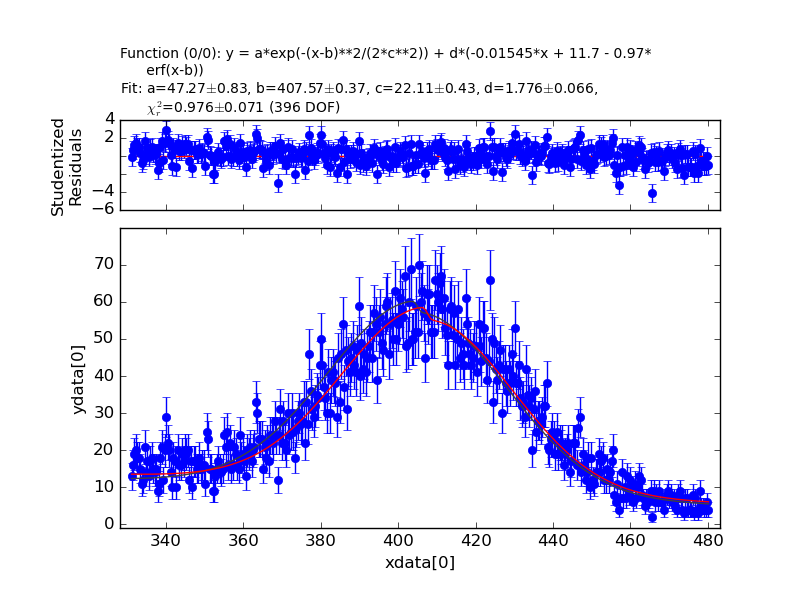 Function (0/0): y = a*exp(-(x-b)**2/(2*c**2)) + d*(-0.01545*x + 11.7 - 0.97*
erf(x-b))
Fit: a=47.27±0.83, b=407.57±0.37, c=22.11±0.43, d=1.776±0.066,
χ²ᵣ=0.976±0.071 (396 DOF)
Studentized
Residuals
4
2
−4
−6
ydata[0]
70
60
50
40
30
20
10
0
340 360 380 400 420 440 460 480
xdata[0]